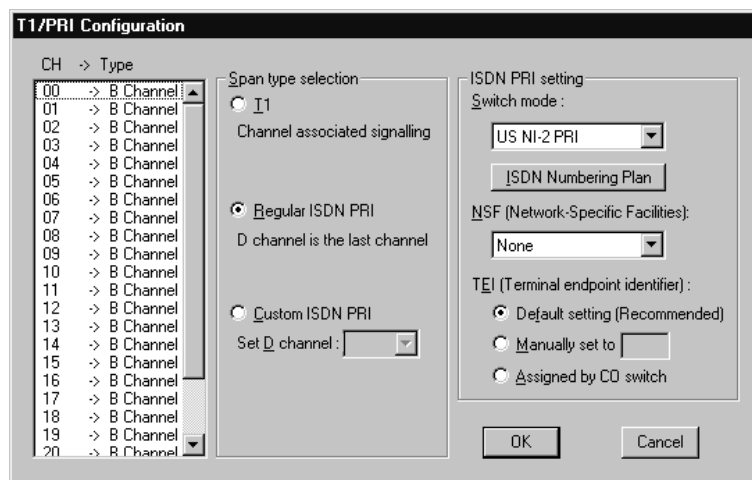 T1/PRI Configuration
CH -> Type
00 -> B Channel
01 -> B Channel
02 -> B Channel
03 -> B Channel
04 -> B Channel
05 -> B Channel
06 -> B Channel
07 -> B Channel
08 -> B Channel
09 -> B Channel
10 -> B Channel
11 -> B Channel
12 -> B Channel
13 -> B Channel
14 -> B Channel
15 -> B Channel
16 -> B Channel
17 -> B Channel
18 -> B Channel
19 -> B Channel
20 -> B Channel
Span type selection
T1
Channel associated signalling
Regular ISDN PRI
D channel is the last channel
Custom ISDN PRI
Set D channel :
ISDN PRI setting
Switch mode :
US NI-2 PRI
ISDN Numbering Plan
NSF (Network-Specific Facilities):
None
TEI (Terminal endpoint identifier) :
Default setting (Recommended)
Manually set to
Assigned by CO switch
OK
Cancel